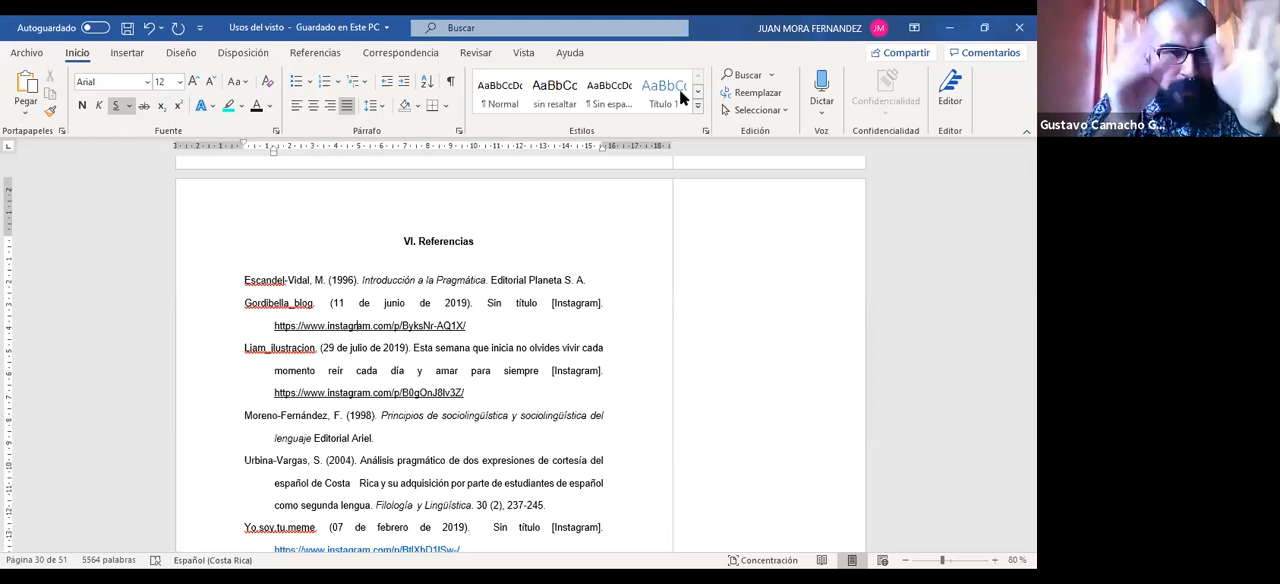 Autoguardado Usos del visto - Guardado en Este PC Buscar JUAN MORA FERNANDEZ JM
Archivo Inicio Insertar Diseño Disposición Referencias Correspondencia Revisar Vista Ayuda Compartir Comentarios
Pegar
Arial 12
AaBbCcDc AaBbCc AaBbCcDc AaBbCc
¶ Normal sin resaltar ¶ Sin espa... Título 1
Buscar
Reemplazar
Seleccionar
Dictar Confidencialidad Editor
Portapapeles Fuente Párrafo Estilos Edición Voz Confidencialidad Editor
Gustavo Camacho G...
VI. Referencias
Escandel-Vidal, M. (1996). Introducción a la Pragmática. Editorial Planeta S. A.
Gordibella_blog. (11 de junio de 2019). Sin título [Instagram].
https://www.instagram.com/p/ByksNr-AQ1X/
Liam_ilustracion. (29 de julio de 2019). Esta semana que inicia no olvides vivir cada
momento reír cada día y amar para siempre [Instagram].
https://www.instagram.com/p/B0gOnJ8lv3Z/
Moreno-Fernández, F. (1998). Principios de sociolingüística y sociolingüística del
lenguaje Editorial Ariel.
Urbina-Vargas, S. (2004). Análisis pragmático de dos expresiones de cortesía del
español de Costa Rica y su adquisición por parte de estudiantes de español
como segunda lengua. Filología y Lingüística. 30 (2), 237-245.
Yo.soy.tu.meme. (07 de febrero de 2019). Sin título [Instagram].
Página 30 de 51 5564 palabras Español (Costa Rica) Concentración 80 %